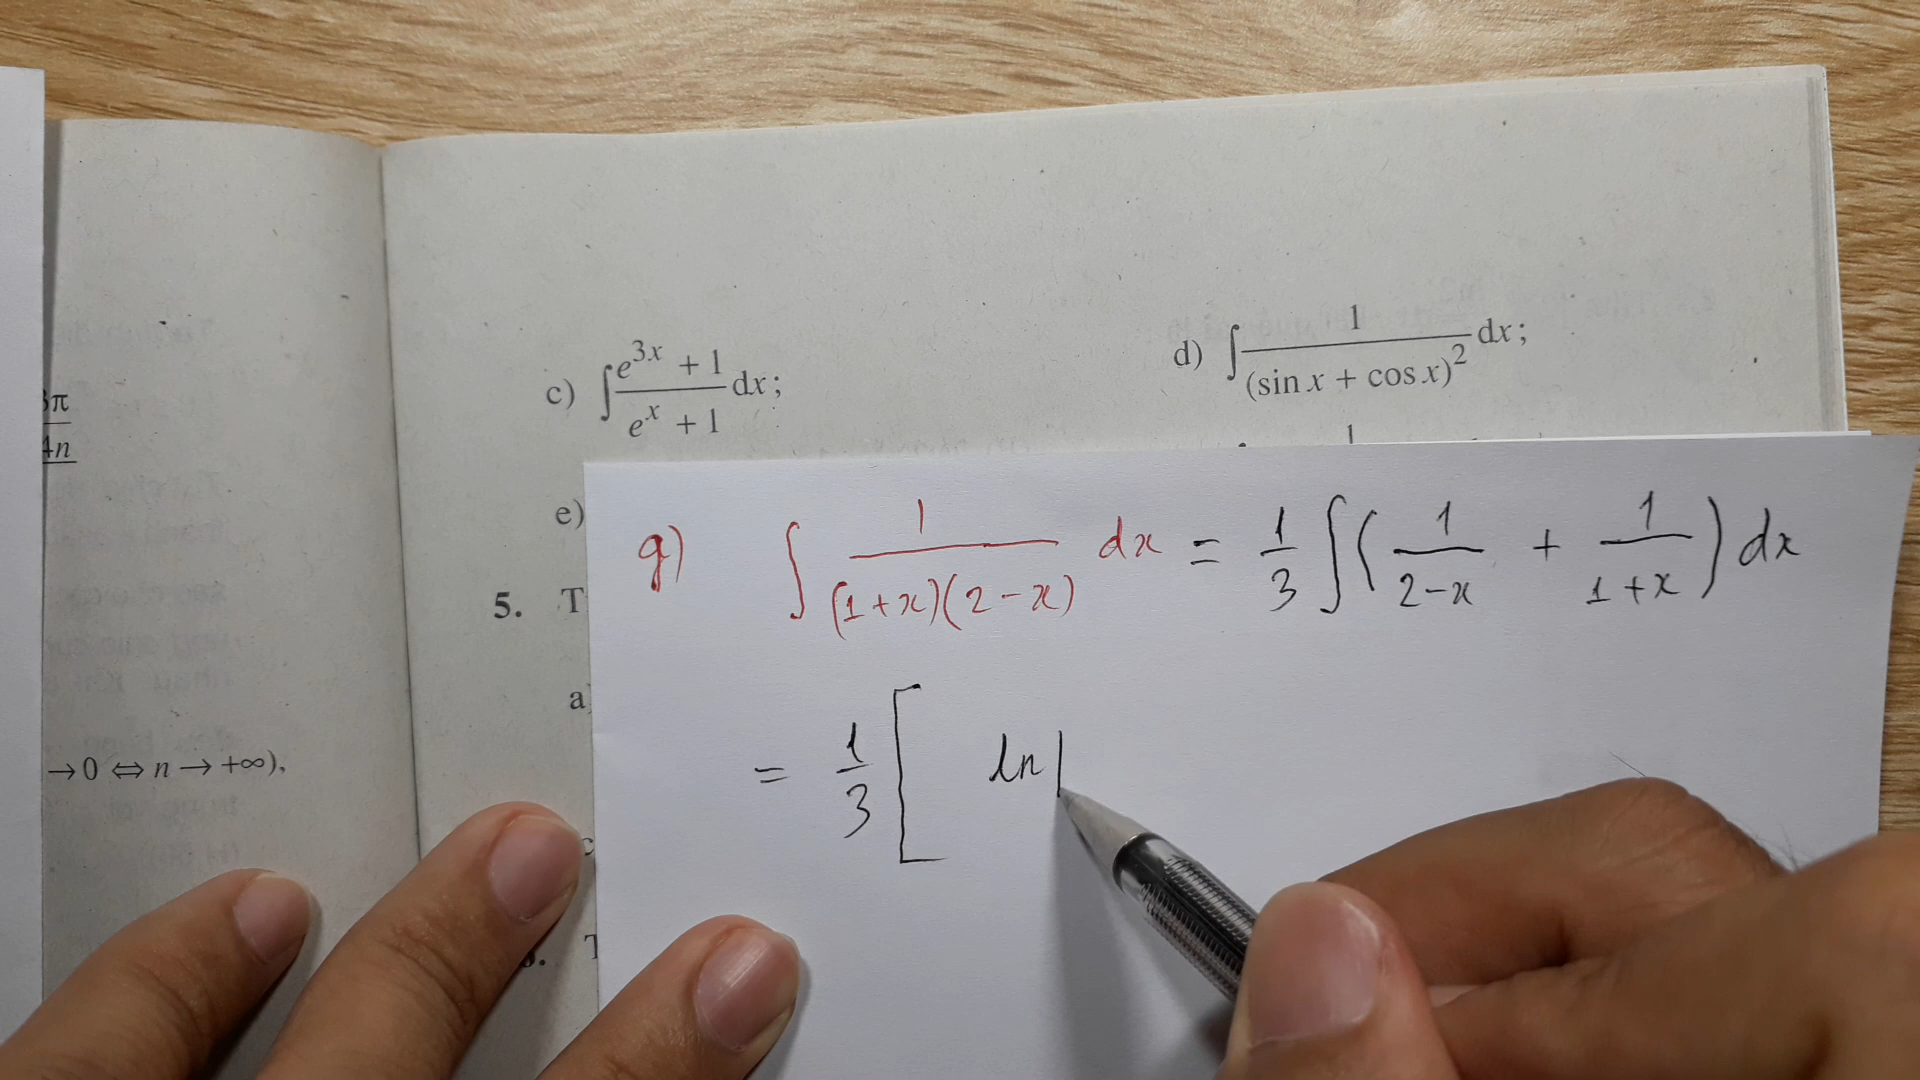 3π
4n
→0 ⇔ n → +∞),
c) ∫ (e^{3x} + 1)/(e^x + 1) dx;
d) ∫ 1/(sin x + cos x)^2 dx;
1
e)
g) ∫ 1/((1+x)(2-x)) dx = 1/3 ∫ (1/(2-x) + 1/(1+x)) dx
5. T
= 1/3 [ ln|
a)
c